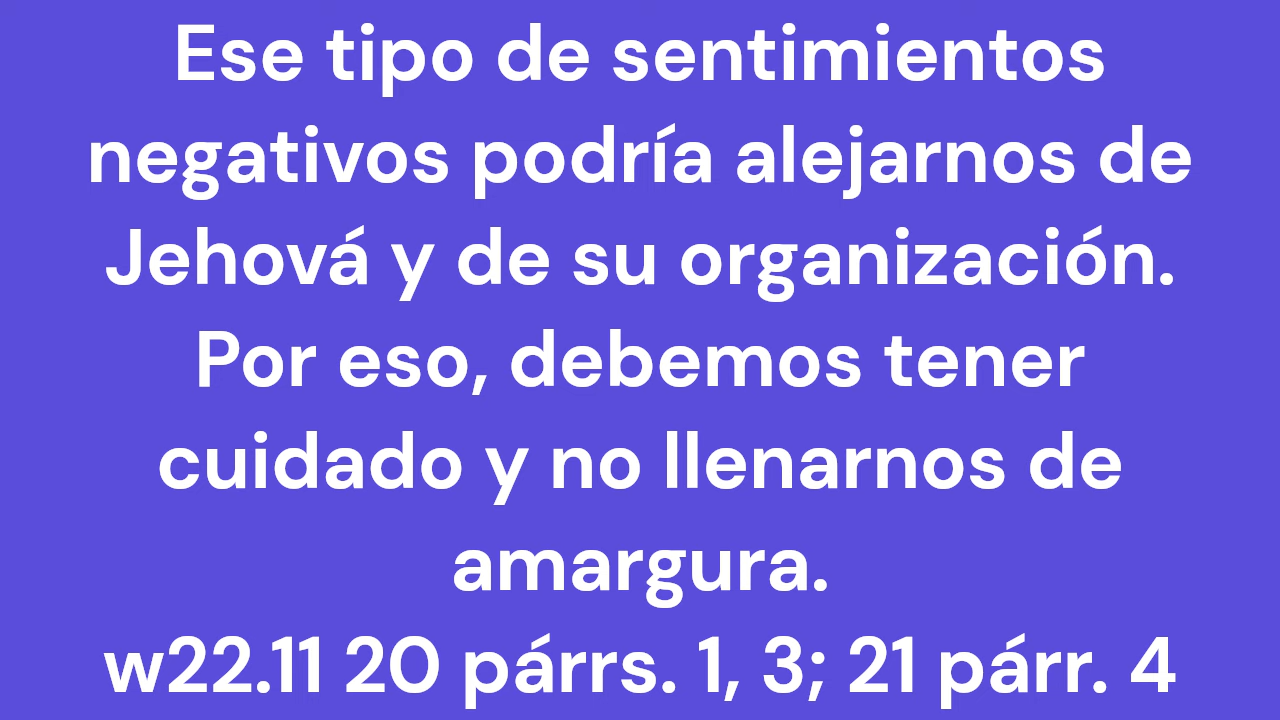 Ese tipo de sentimientos
negativos podría alejarnos de
Jehová y de su organización.
Por eso, debemos tener
cuidado y no llenarnos de
amargura.
w22.11 20 párrs. 1, 3; 21 párr. 4